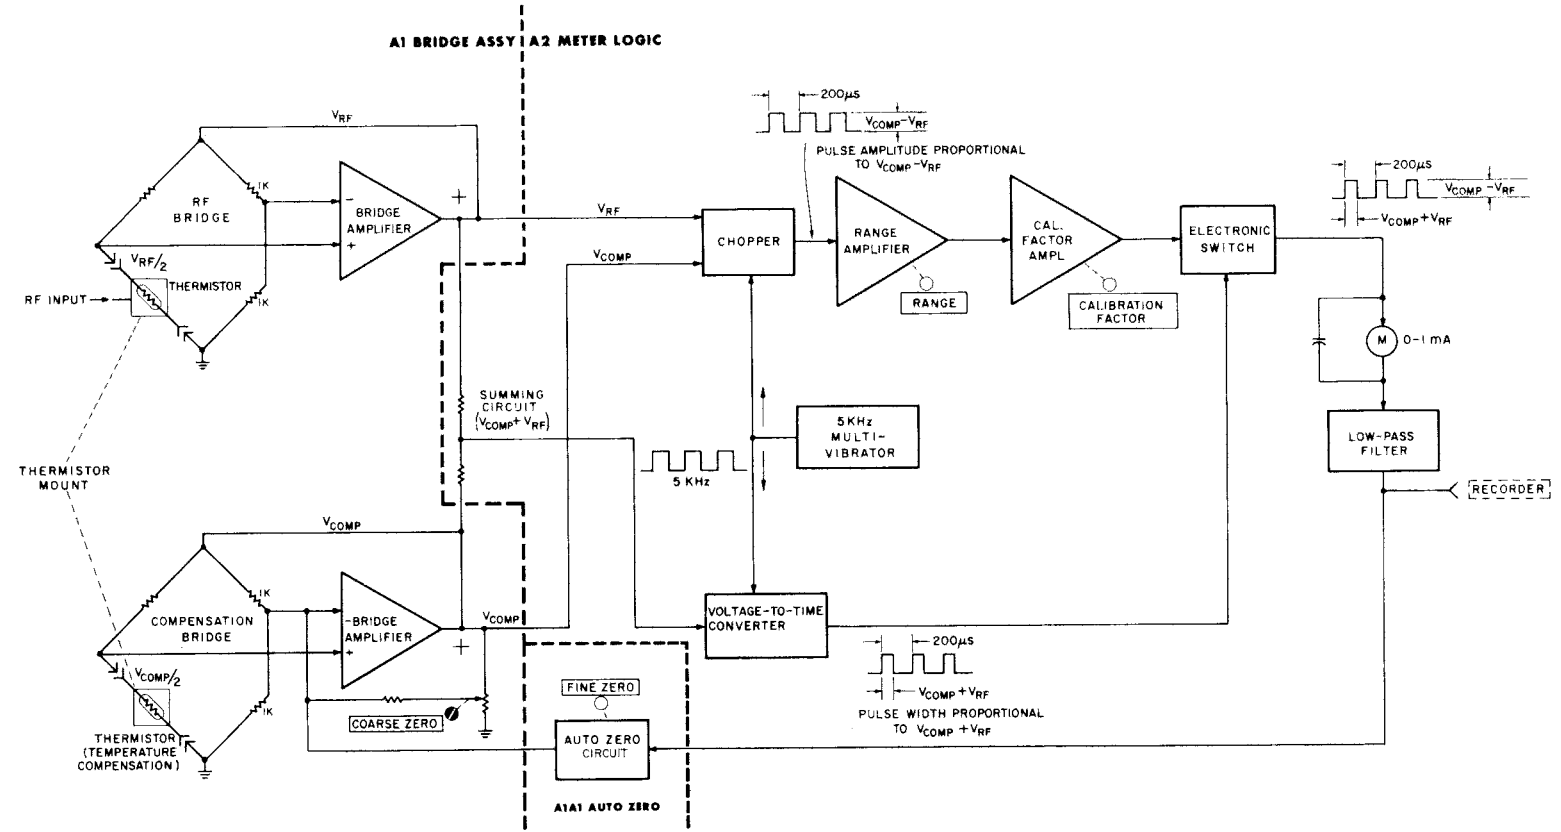 A1 BRIDGE ASSY
A2 METER LOGIC
VRF
1K
RF
BRIDGE
−
BRIDGE
AMPLIFIER
+
+
VRF/2
THERMISTOR
RF INPUT
1K
VRF
VCOMP
CHOPPER
200µS
VCOMP−VRF
PULSE AMPLITUDE PROPORTIONAL
TO VCOMP−VRF
RANGE
AMPLIFIER
RANGE
CAL.
FACTOR
AMPL
CALIBRATION
FACTOR
ELECTRONIC
SWITCH
200µS
VCOMP−VRF
VCOMP+VRF
M
0-1mA
LOW-PASS
FILTER
RECORDER
SUMMING
CIRCUIT
(VCOMP+VRF)
5KHz
MULTI-
VIBRATOR
5 KHz
THERMISTOR
MOUNT
VCOMP
1K
COMPENSATION
BRIDGE
−BRIDGE
AMPLIFIER
+
VCOMP
+
VCOMP/2
1K
THERMISTOR
(TEMPERATURE
COMPENSATION)
COARSE ZERO
FINE ZERO
AUTO ZERO
CIRCUIT
A1A1 AUTO ZERO
VOLTAGE-TO-TIME
CONVERTER
200µS
VCOMP+VRF
PULSE WIDTH PROPORTIONAL
TO VCOMP+VRF